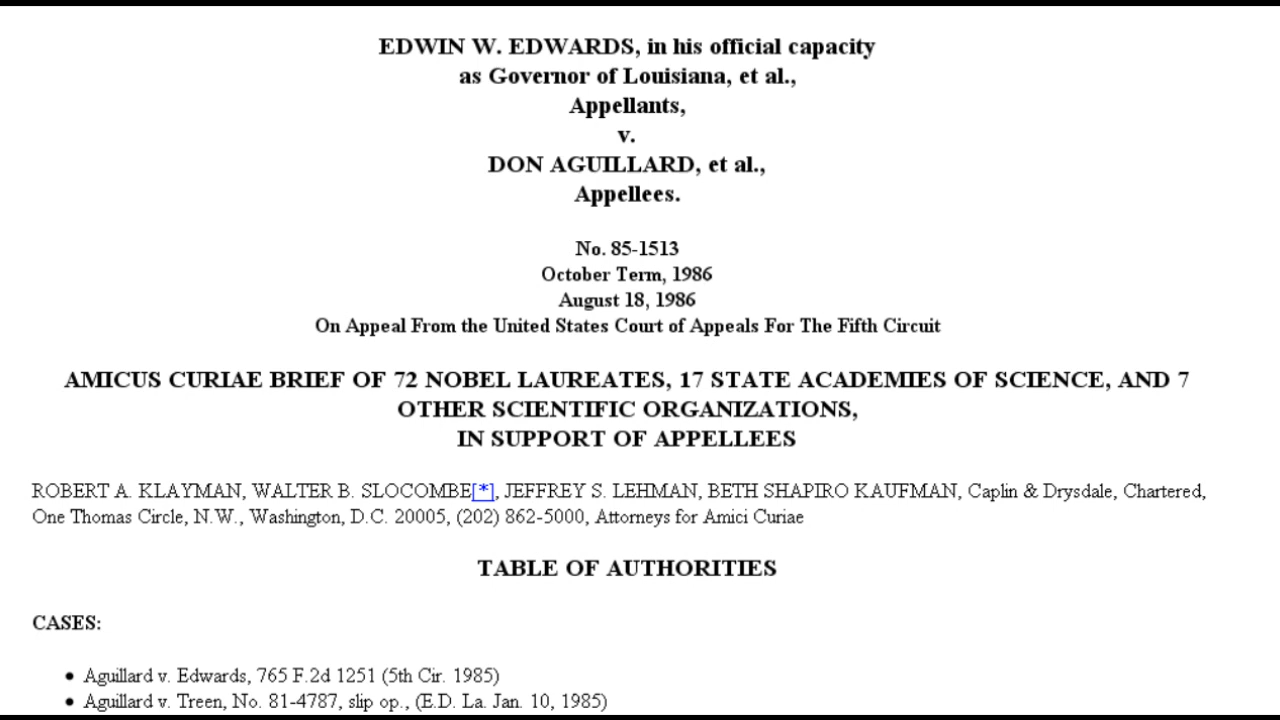 EDWIN W. EDWARDS, in his official capacity
as Governor of Louisiana, et al.,
Appellants,
v.
DON AGUILLARD, et al.,
Appellees.
No. 85-1513
October Term, 1986
August 18, 1986
On Appeal From the United States Court of Appeals For The Fifth Circuit
AMICUS CURIAE BRIEF OF 72 NOBEL LAUREATES, 17 STATE ACADEMIES OF SCIENCE, AND 7
OTHER SCIENTIFIC ORGANIZATIONS,
IN SUPPORT OF APPELLEES
ROBERT A. KLAYMAN, WALTER B. SLOCOMBE[*], JEFFREY S. LEHMAN, BETH SHAPIRO KAUFMAN, Caplin & Drysdale, Chartered,
One Thomas Circle, N.W., Washington, D.C. 20005, (202) 862-5000, Attorneys for Amici Curiae
TABLE OF AUTHORITIES
CASES:
• Aguillard v. Edwards, 765 F.2d 1251 (5th Cir. 1985)
• Aguillard v. Treen, No. 81-4787, slip op., (E.D. La. Jan. 10, 1985)